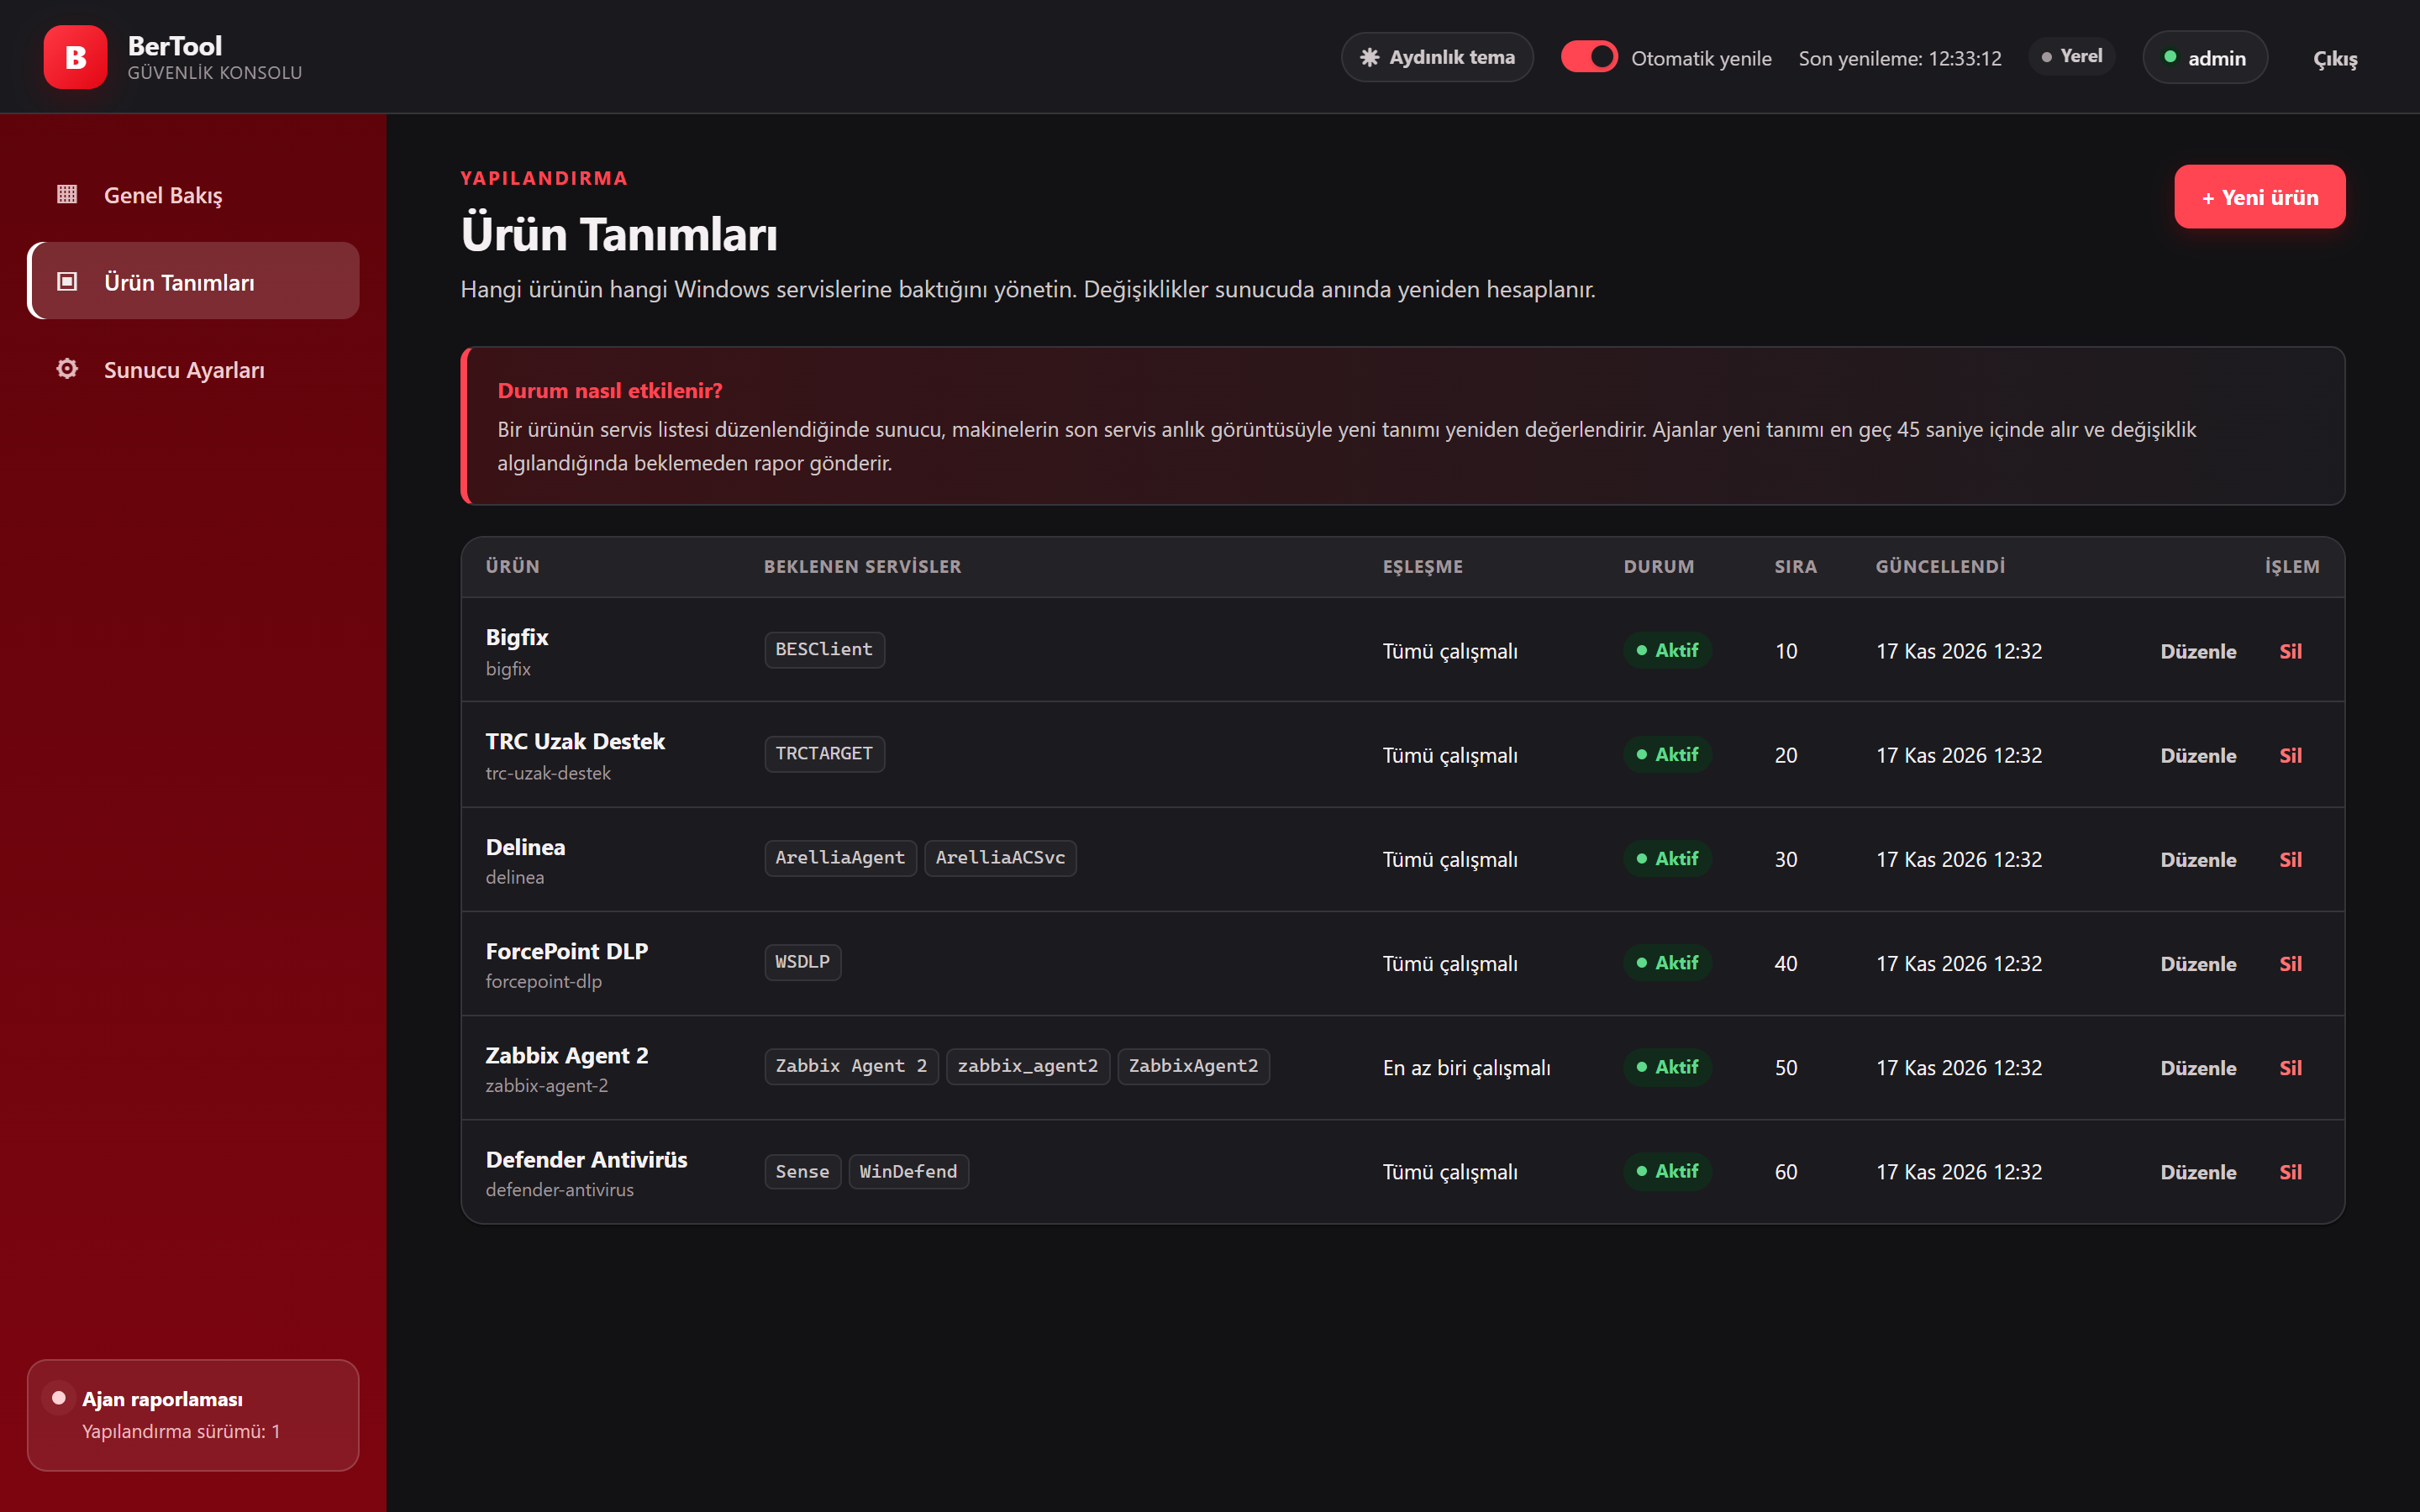 B
BerTool
GÜVENLİK KONSOLU
Aydınlık tema
Otomatik yenile
Son yenileme: 12:33:12
Yerel
admin
Çıkış
Genel Bakış
Ürün Tanımları
Sunucu Ayarları
Ajan raporlaması
Yapılandırma sürümü: 1
YAPILANDIRMA
Ürün Tanımları
Hangi ürünün hangi Windows servislerine baktığını yönetin. Değişiklikler sunucuda anında yeniden hesaplanır.
+ Yeni ürün
Durum nasıl etkilenir?
Bir ürünün servis listesi düzenlendiğinde sunucu, makinelerin son servis anlık görüntüsüyle yeni tanımı yeniden değerlendirir. Ajanlar yeni tanımı en geç 45 saniye içinde alır ve değişiklik
algılandığında beklemeden rapor gönderir.
ÜRÜN BEKLENEN SERVİSLER EŞLEŞME DURUM SIRA GÜNCELLENDİ İŞLEM
Bigfix
bigfix
BESClient Tümü çalışmalı Aktif 10 17 Kas 2026 12:32 Düzenle Sil
TRC Uzak Destek
trc-uzak-destek
TRCTARGET Tümü çalışmalı Aktif 20 17 Kas 2026 12:32 Düzenle Sil
Delinea
delinea
ArelliaAgent ArelliaACSvc Tümü çalışmalı Aktif 30 17 Kas 2026 12:32 Düzenle Sil
ForcePoint DLP
forcepoint-dlp
WSDLP Tümü çalışmalı Aktif 40 17 Kas 2026 12:32 Düzenle Sil
Zabbix Agent 2
zabbix-agent-2
Zabbix Agent 2 zabbix_agent2 ZabbixAgent2 En az biri çalışmalı Aktif 50 17 Kas 2026 12:32 Düzenle Sil
Defender Antivirüs
defender-antivirus
Sense WinDefend Tümü çalışmalı Aktif 60 17 Kas 2026 12:32 Düzenle Sil